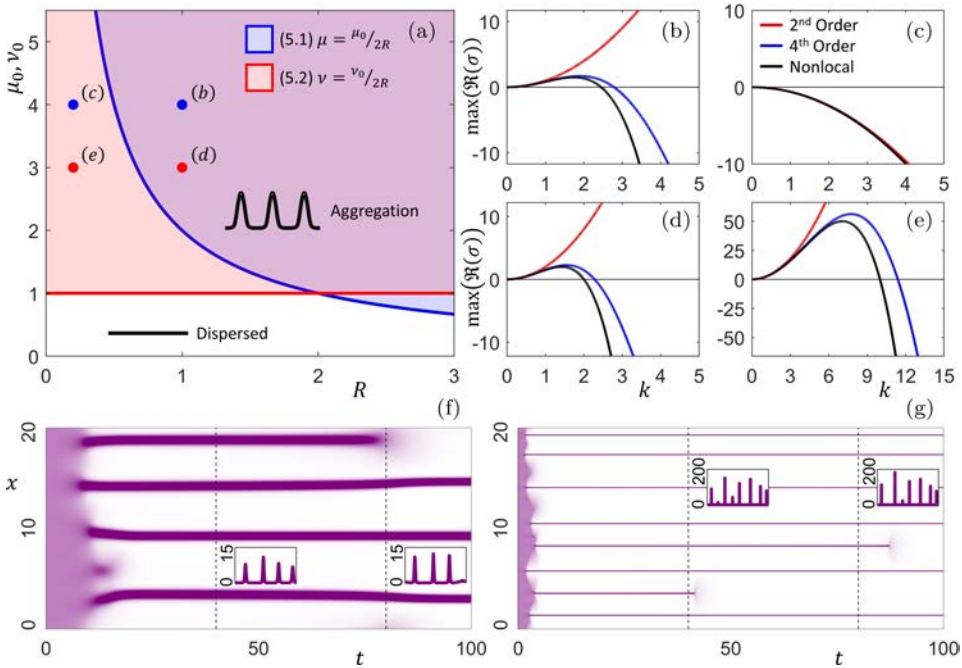 (a)
(5.1) μ = μ₀/2R
(5.2) ν = ν₀/2R
μ₀, ν₀
5
4
3
2
1
0
(c)
(b)
(e)
(d)
Aggregation
Dispersed
0
1
R
2
3
(b)
max(ℜ(σ))
10
0
-10
0 1 2 3 4 5
(c)
2nd Order
4th Order
Nonlocal
0
-10
0 1 2 3 4 5
(d)
max(ℜ(σ))
10
0
-10
0 1 2 3 4 5
k
(e)
50
25
0
-25
-50
0 3 6 9 12 15
k
(f)
x
20
10
0
0 15
0 15
0
50
t
100
(g)
20
10
0
0 200
0 200
0
50
t
100